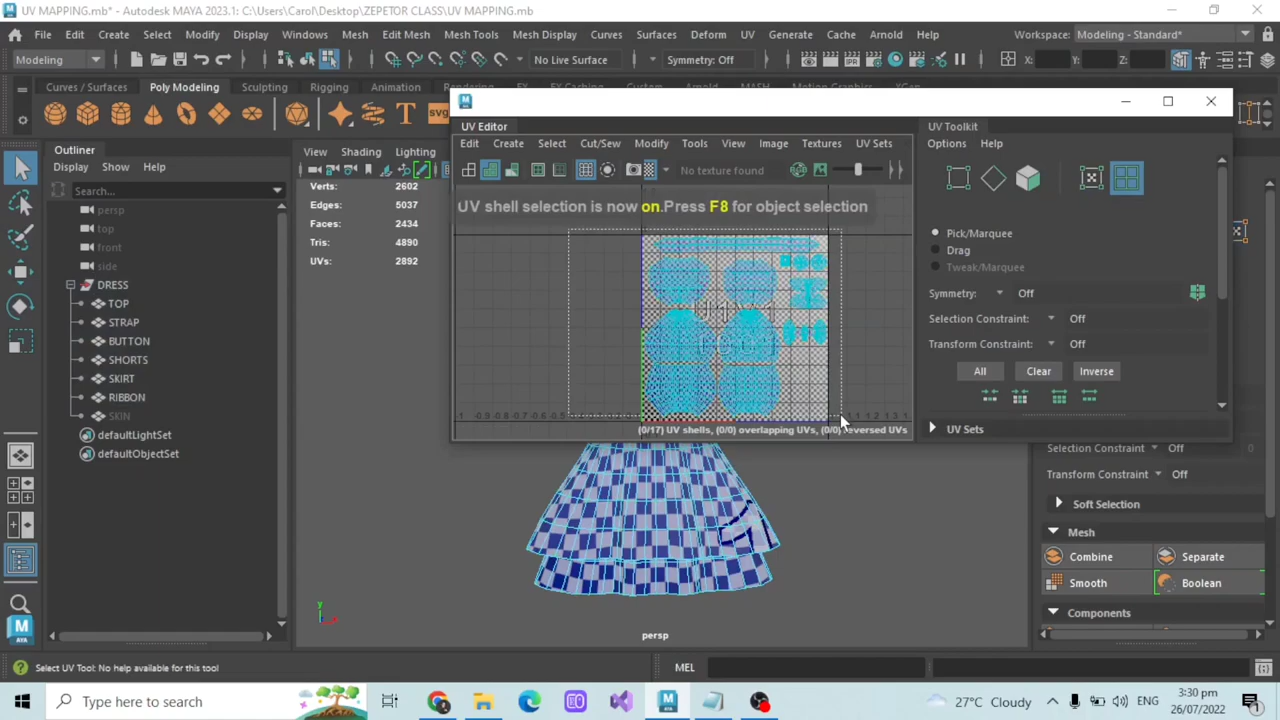 UV MAPPING.mb* - Autodesk MAYA 2023.1: C:\Users\Carol\Desktop\ZEPETOR CLASS\UV MAPPING.mb
File Edit Create Select Modify Display Windows Mesh Edit Mesh Mesh Tools Mesh Display Curves Surfaces Deform UV Generate Cache Arnold Help Workspace: Modeling - Standard*
Modeling No Live Surface Symmetry: Off X: Y: Z:
Curves / Surfaces Poly Modeling Sculpting Rigging Animation
svg
UV Editor
UV Toolkit
Edit Create Select Cut/Sew Modify Tools View Image Textures UV Sets
Options Help
No texture found
UV shell selection is now on.Press F8 for object selection
(0/17) UV shells, (0/0) overlapping UVs, (0/0) reversed UVs
Pick/Marquee
Drag
Tweak/Marquee
Symmetry: Off
Selection Constraint: Off
Transform Constraint: Off
All Clear Inverse
UV Sets
Outliner
Display Show Help
Search...
persp
top
front
side
DRESS
TOP
STRAP
BUTTON
SHORTS
SKIRT
RIBBON
SKIN
defaultLightSet
defaultObjectSet
View Shading Lighting
Verts: 2602
Edges: 5037
Faces: 2434
Tris: 4890
UVs: 2892
y
persp
Selection Constraint: Off
Transform Constraint: Off
Soft Selection
Mesh
Combine Separate
Smooth Boolean
Components
Select UV Tool: No help available for this tool
MEL
Type here to search
27°C Cloudy
ENG
3:30 pm
26/07/2022